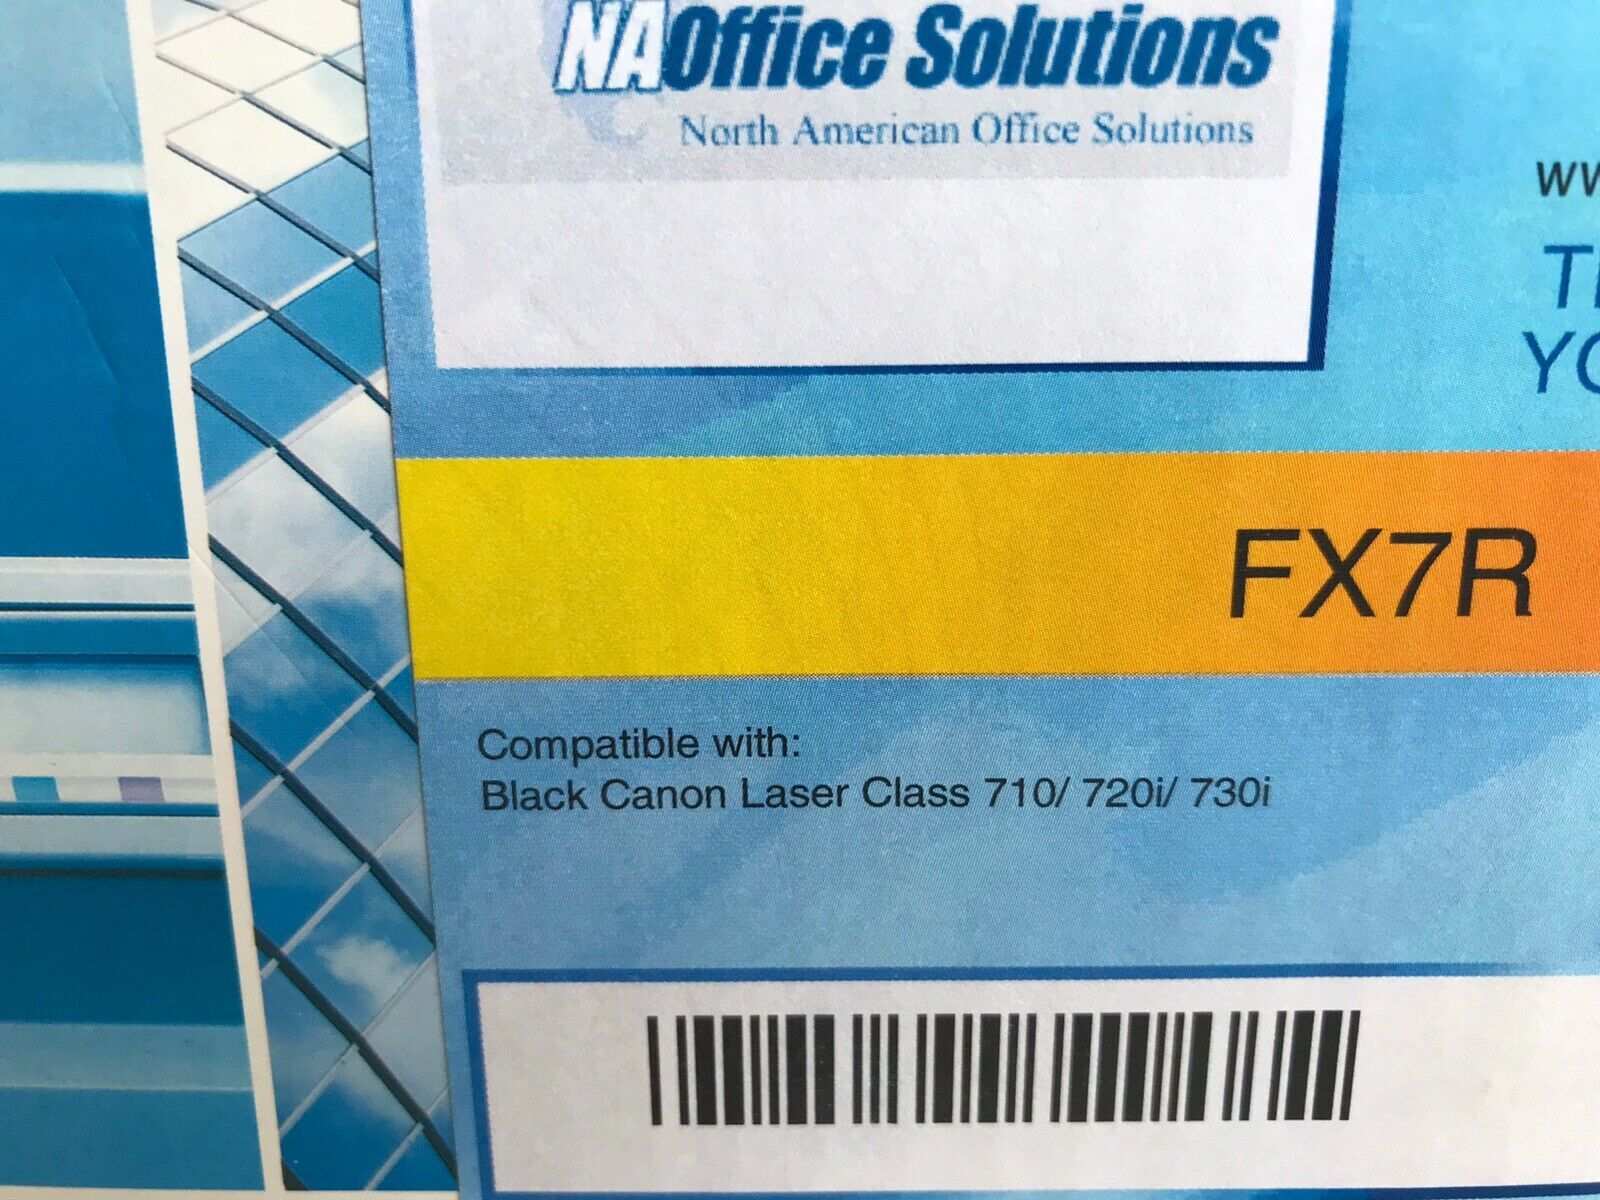 NAOffice Solutions
North American Office Solutions
FX7R
Compatible with:
Black Canon Laser Class 710/ 720i/ 730i